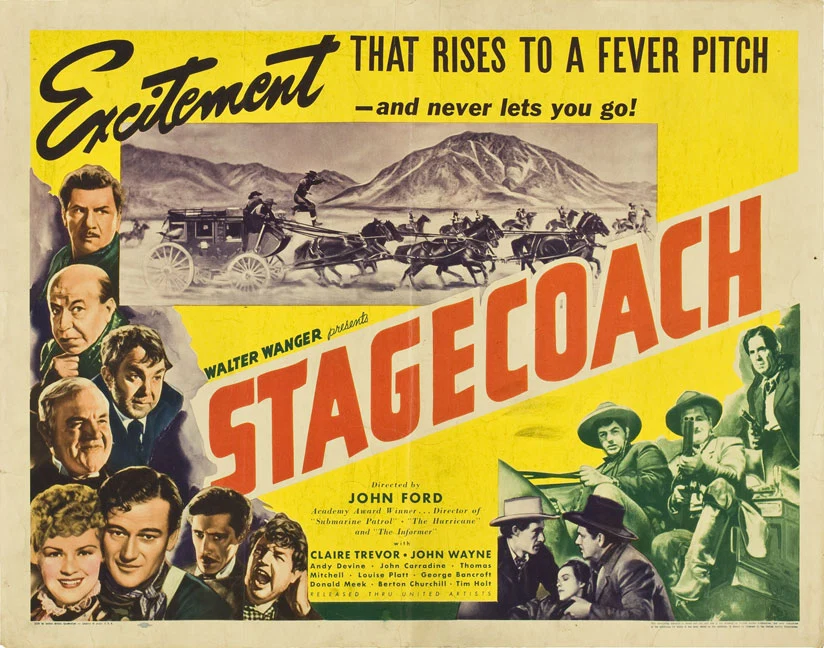 Excitement THAT RISES TO A FEVER PITCH
—and never lets you go!
WALTER WANGER presents
STAGECOACH
Directed by
JOHN FORD
Academy Award Winner...Director of
"Submarine Patrol" · "The Hurricane"
and "The Informer"
with
CLAIRE TREVOR · JOHN WAYNE
Andy Devine · John Carradine · Thomas
Mitchell · Louise Platt · George Bancroft
Donald Meek · Berton Churchill · Tim Holt
RELEASED THRU UNITED ARTISTS